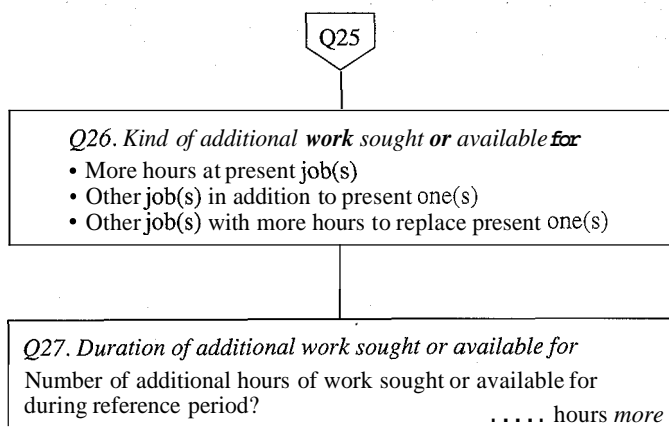 Q25
Q26. Kind of additional work sought or available for
• More hours at present job(s)
• Other job(s) in addition to present one(s)
• Other job(s) with more hours to replace present one(s)
Q27. Duration of additional work sought or available for
Number of additional hours of work sought or available for
during reference period?
..... hours more